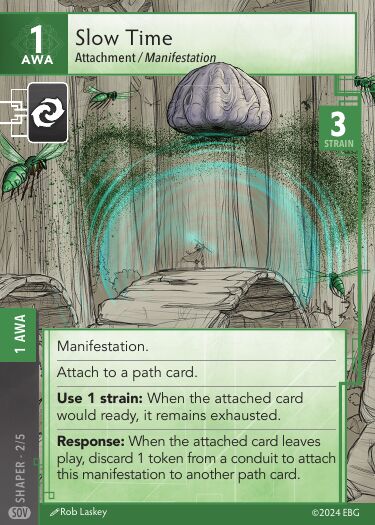 1
AWA
Slow Time
Attachment / Manifestation
3
STRAIN
1 AWA
Manifestation.
Attach to a path card.
Use 1 strain: When the attached card
would ready, it remains exhausted.
Response: When the attached card leaves
play, discard 1 token from a conduit to attach
this manifestation to another path card.
SHAPER - 2/5
SOV
Rob Laskey
©2024 EBG